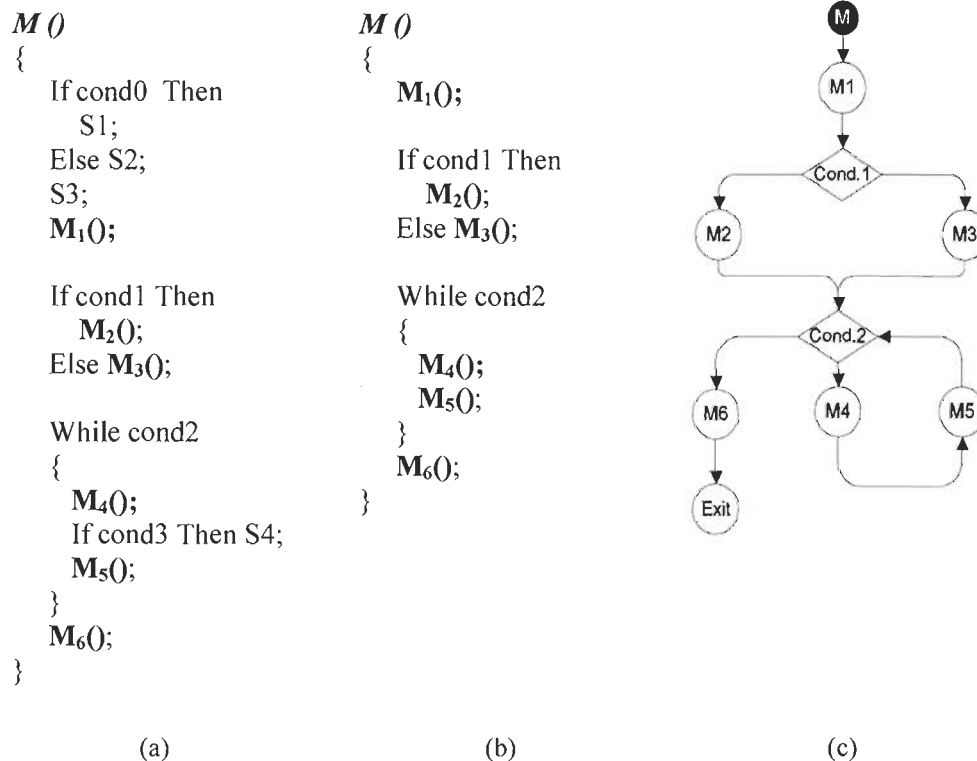 M ()
{
If cond0 Then
S1;
Else S2;
S3;
M1();
If cond1 Then
M2();
Else M3();
While cond2
{
M4();
If cond3 Then S4;
M5();
}
M6();
}
(a)
M ()
{
M1();
If cond1 Then
M2();
Else M3();
While cond2
{
M4();
M5();
}
M6();
}
(b)
M
M1
Cond.1
M2
M3
Cond.2
M6
M4
M5
Exit
(c)